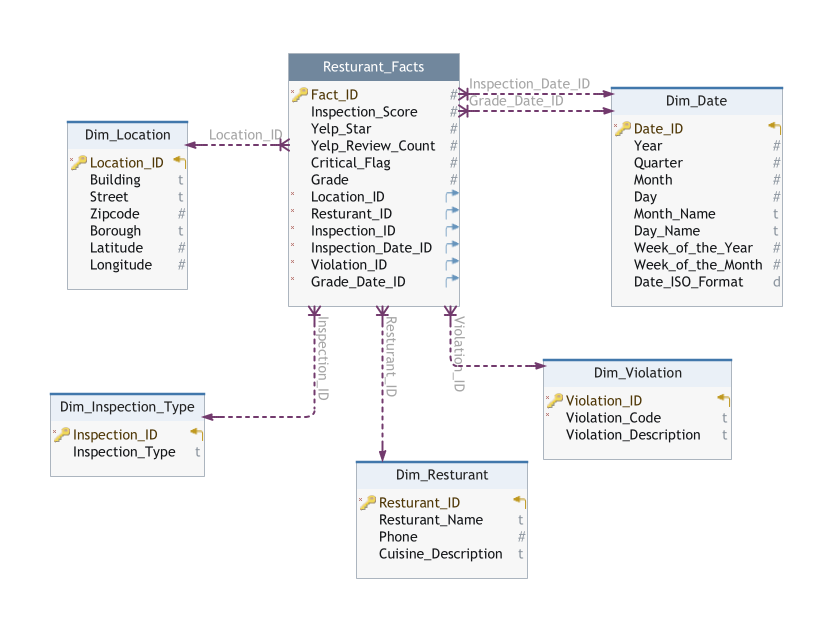 Resturant_Facts
Fact_ID #
Inspection_Score #
Yelp_Star #
Yelp_Review_Count #
Critical_Flag #
Grade #
Location_ID
Resturant_ID
Inspection_ID
Inspection_Date_ID
Violation_ID
Grade_Date_ID
Inspection_Date_ID
Grade_Date_ID
Dim_Date
Date_ID
Year #
Quarter #
Month #
Day #
Month_Name t
Day_Name t
Week_of_the_Year #
Week_of_the_Month #
Date_ISO_Format d
Dim_Location
Location_ID
Building t
Street t
Zipcode #
Borough t
Latitude #
Longitude #
Location_ID
Inspection_ID
Resturant_ID
Violation_ID
Dim_Violation
Violation_ID
Violation_Code t
Violation_Description t
Dim_Inspection_Type
Inspection_ID
Inspection_Type t
Dim_Resturant
Resturant_ID
Resturant_Name t
Phone #
Cuisine_Description t